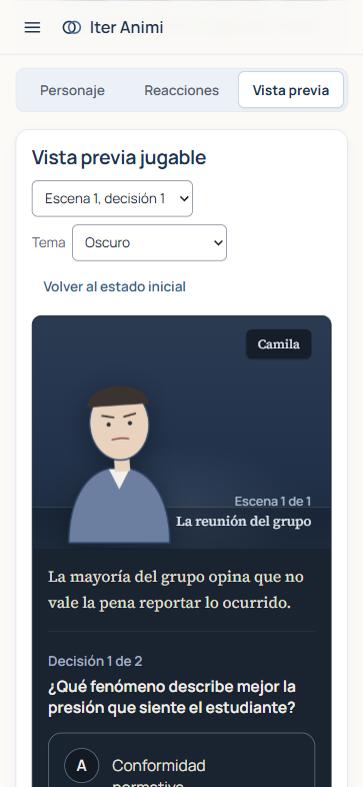 Iter Animi
Personaje Reacciones Vista previa
Vista previa jugable
Escena 1, decisión 1
Tema Oscuro
Volver al estado inicial
Camila
Escena 1 de 1
La reunión del grupo
La mayoría del grupo opina que no
vale la pena reportar lo ocurrido.
Decisión 1 de 2
¿Qué fenómeno describe mejor la
presión que siente el estudiante?
A Conformidad
normativa